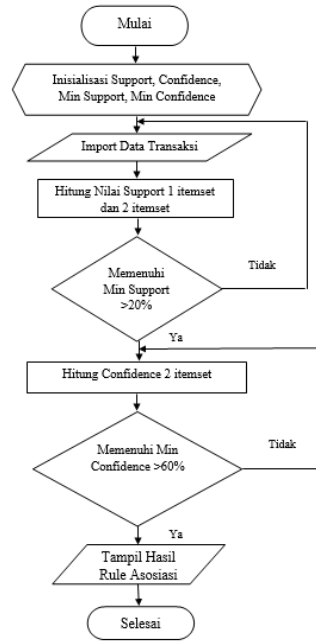 Mulai
Inisialisasi Support, Confidence,
Min Support, Min Confidence
Import Data Transaksi
Hitung Nilai Support 1 itemset
dan 2 itemset
Memenuhi
Min Support
>20%
Tidak
Ya
Hitung Confidence 2 itemset
Memenuhi Min
Confidence >60%
Tidak
Ya
Tampil Hasil
Rule Asosiasi
Selesai